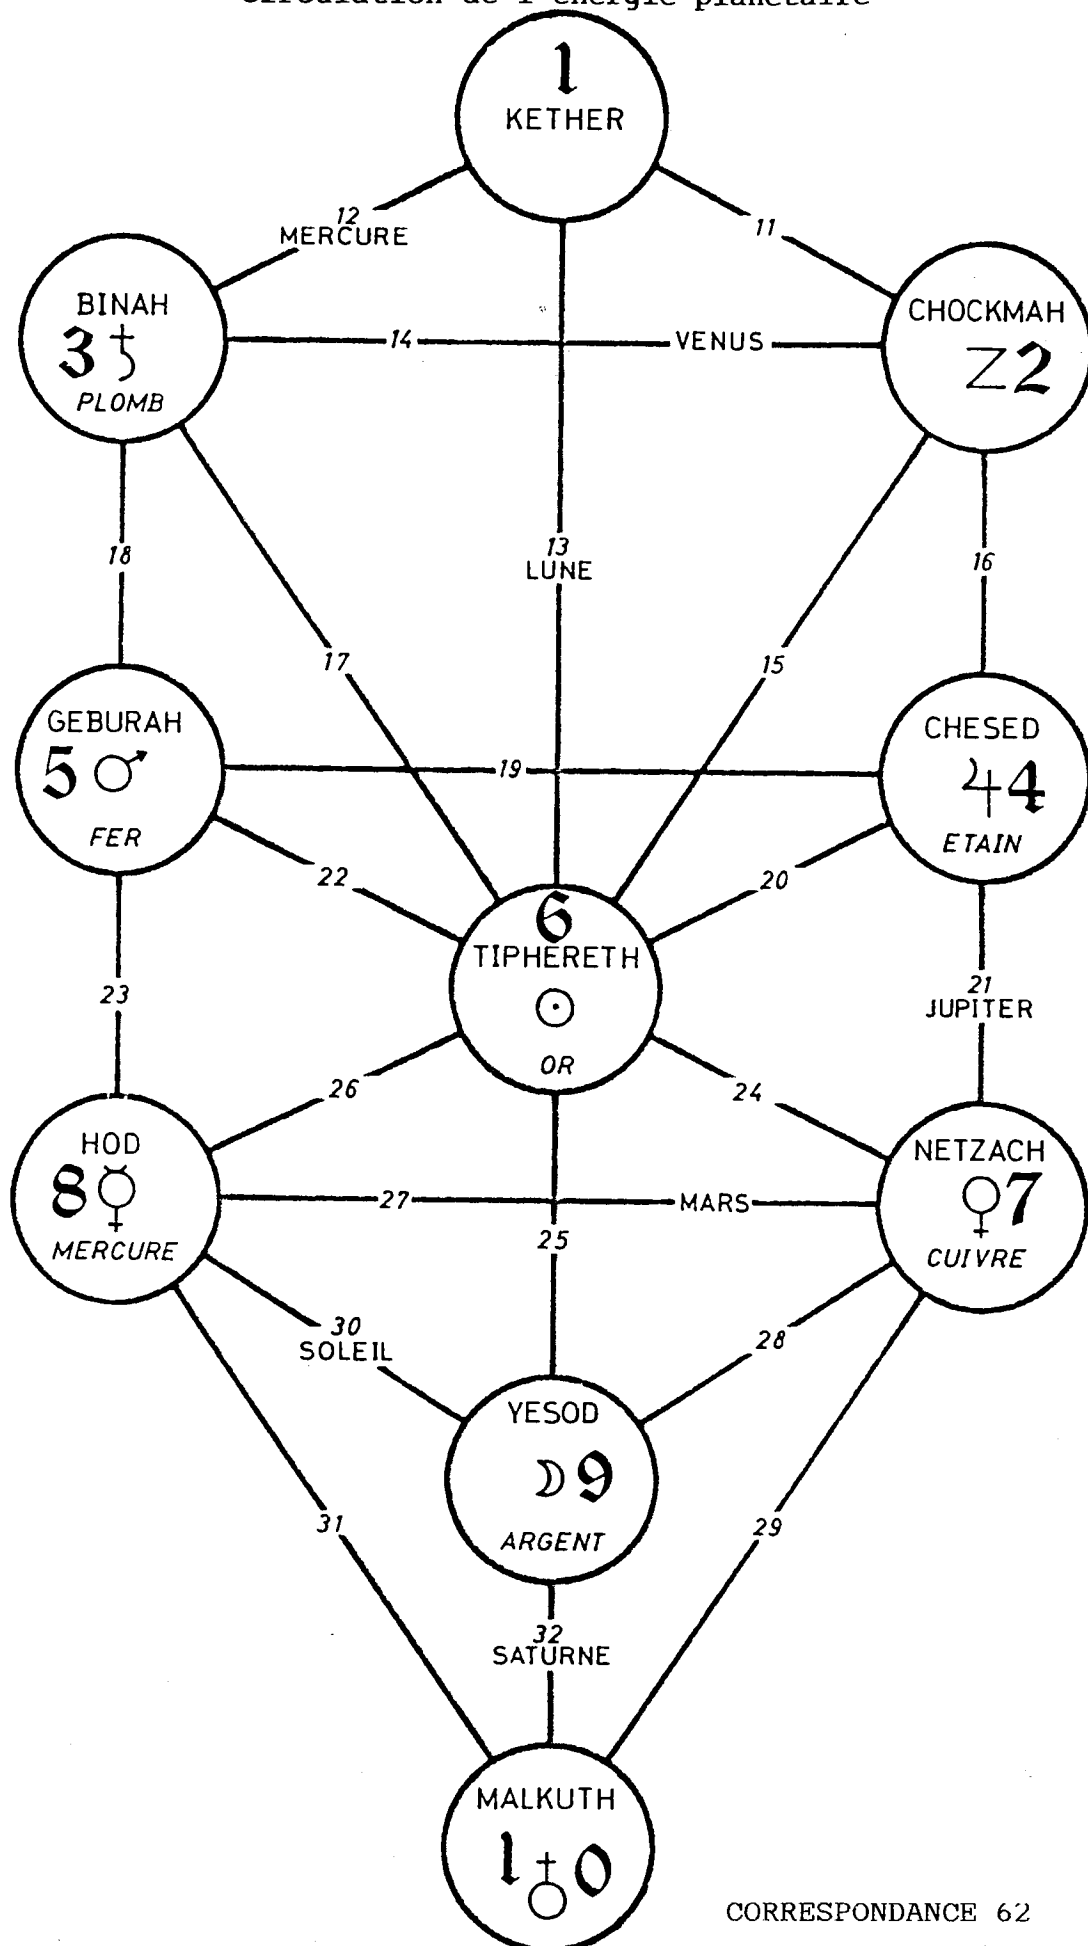 Circulation de l'énergie planétaire
1
KETHER
12
MERCURE
11
BINAH
3 ♄
PLOMB
CHOCKMAH
Z 2
14
VENUS
18
13
LUNE
16
17
15
GEBURAH
5 ♂
FER
CHESED
♃ 4
ETAIN
19
22
20
6
TIPHERETH
☉
OR
23
21
JUPITER
26
24
HOD
8 ☿
MERCURE
NETZACH
♀ 7
CUIVRE
27
MARS
25
30
SOLEIL
28
YESOD
☽ 9
ARGENT
31
29
32
SATURNE
MALKUTH
1 ♁ 0
CORRESPONDANCE 62